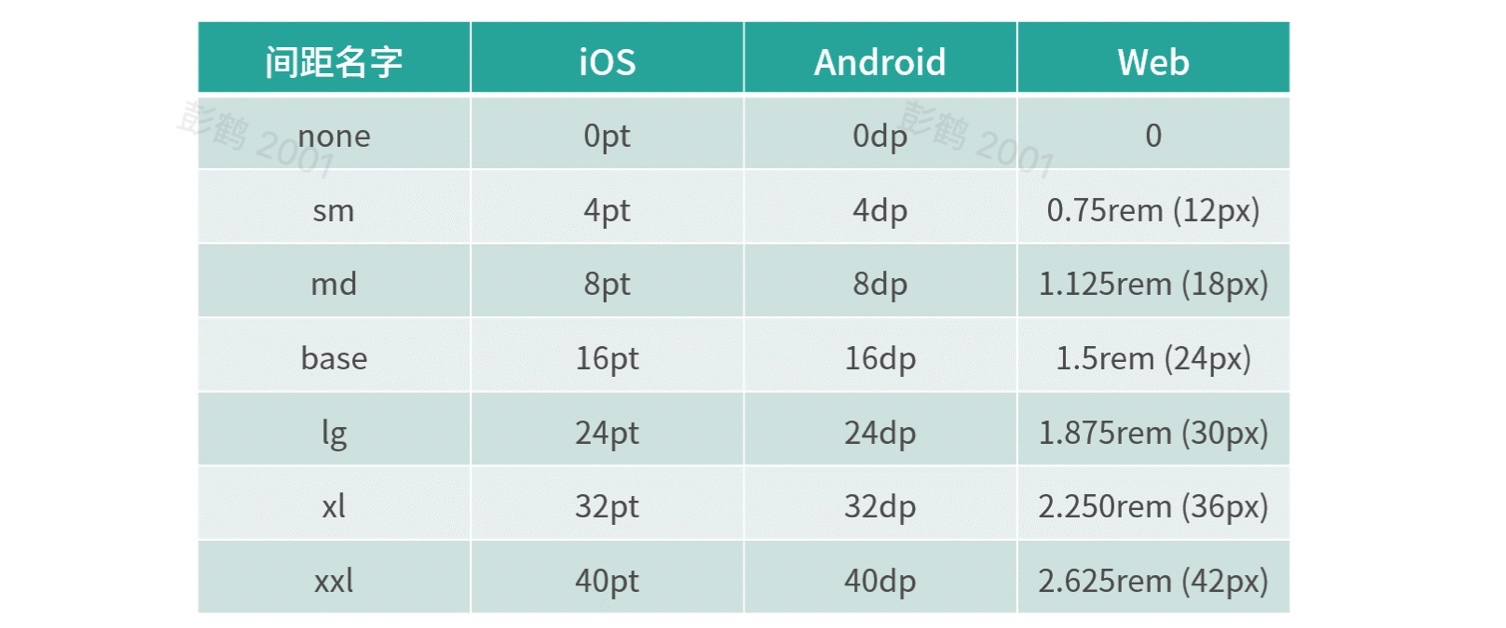 间距名字 iOS Android Web
none 0pt 0dp 0
sm 4pt 4dp 0.75rem (12px)
md 8pt 8dp 1.125rem (18px)
base 16pt 16dp 1.5rem (24px)
lg 24pt 24dp 1.875rem (30px)
xl 32pt 32dp 2.250rem (36px)
xxl 40pt 40dp 2.625rem (42px)
彭鹤 2001
彭鹤 2001